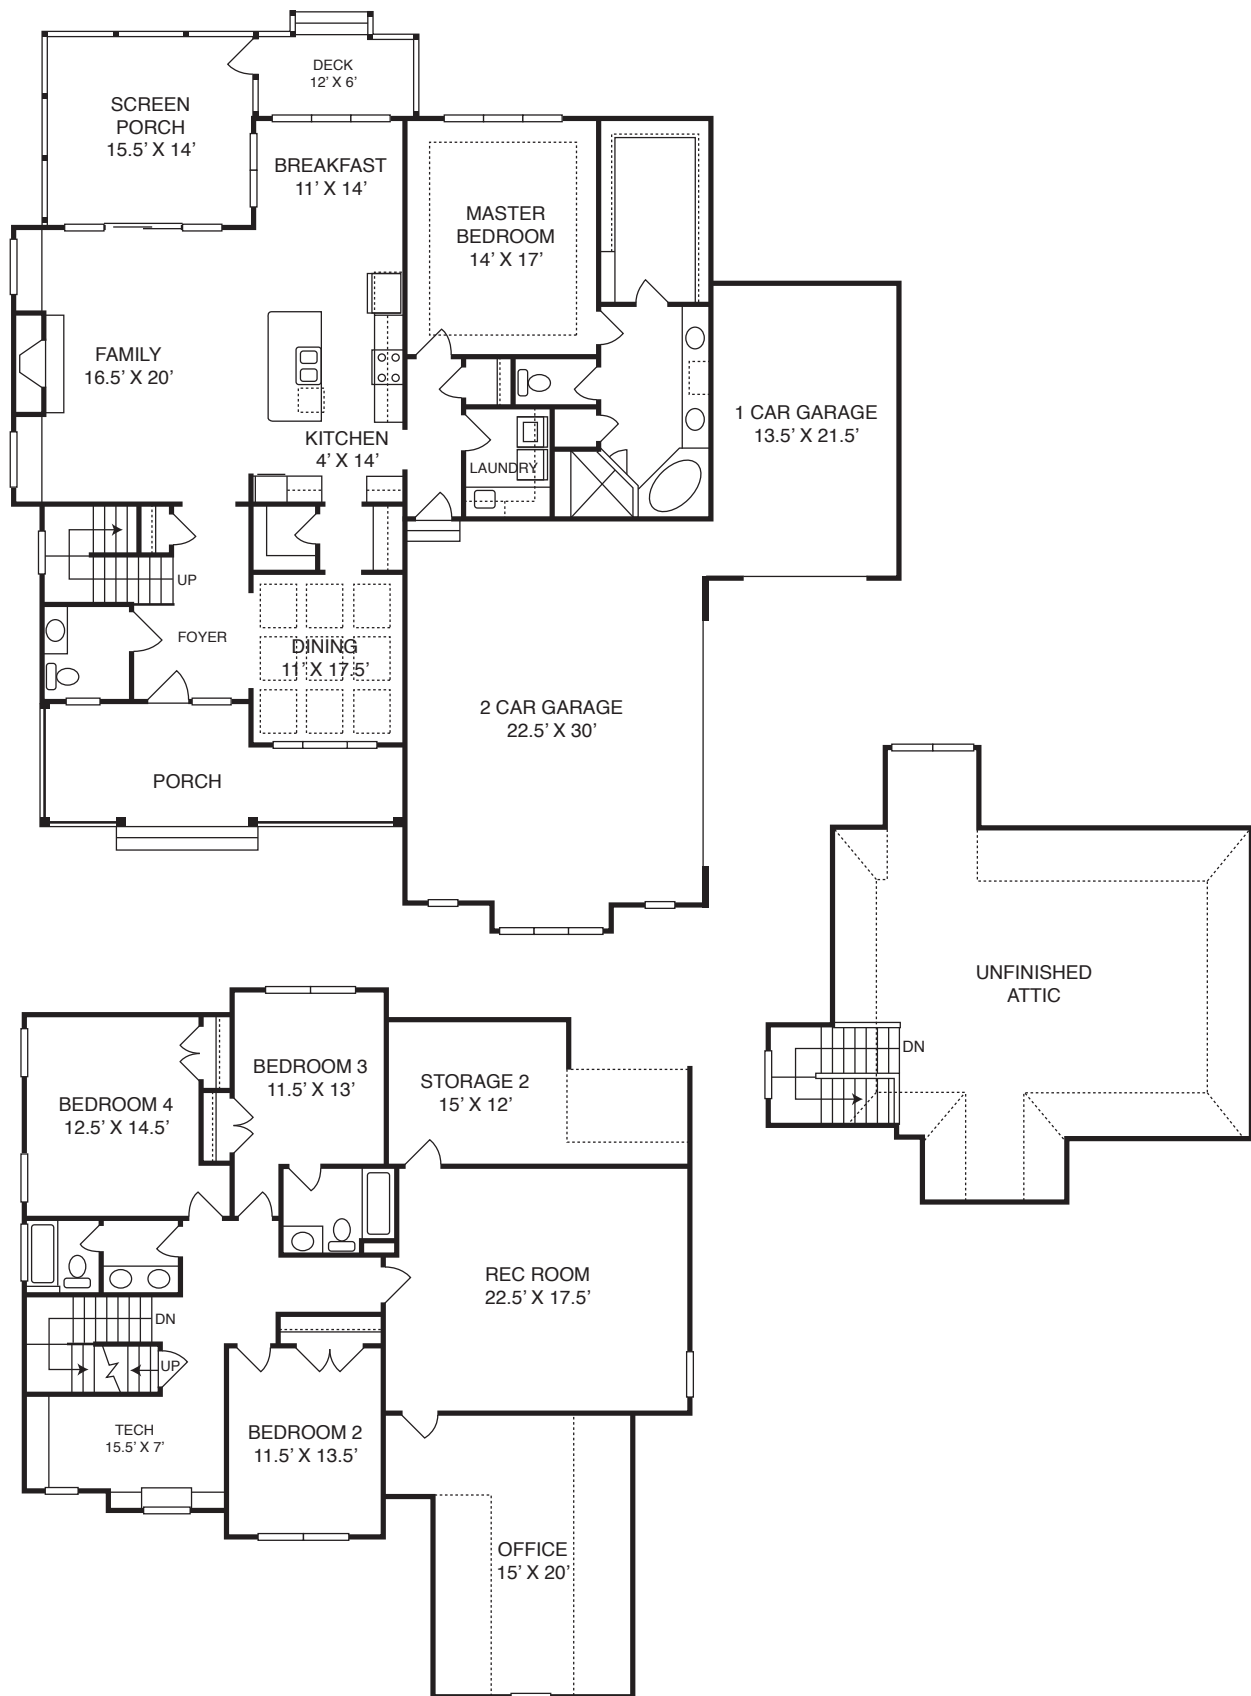 DECK
12’ X 6’
SCREEN
PORCH
15.5’ X 14’
BREAKFAST
11’ X 14’
MASTER
BEDROOM
14’ X 17’
FAMILY
16.5’ X 20’
1 CAR GARAGE
13.5’ X 21.5’
KITCHEN
4’ X 14’
LAUNDRY
UP
FOYER
DINING
11’ X 17.5’
2 CAR GARAGE
22.5’ X 30’
PORCH
UNFINISHED
ATTIC
DN
BEDROOM 3
11.5’ X 13’
STORAGE 2
15’ X 12’
BEDROOM 4
12.5’ X 14.5’
REC ROOM
22.5’ X 17.5’
DN
UP
TECH
15.5’ X 7’
BEDROOM 2
11.5’ X 13.5’
OFFICE
15’ X 20’